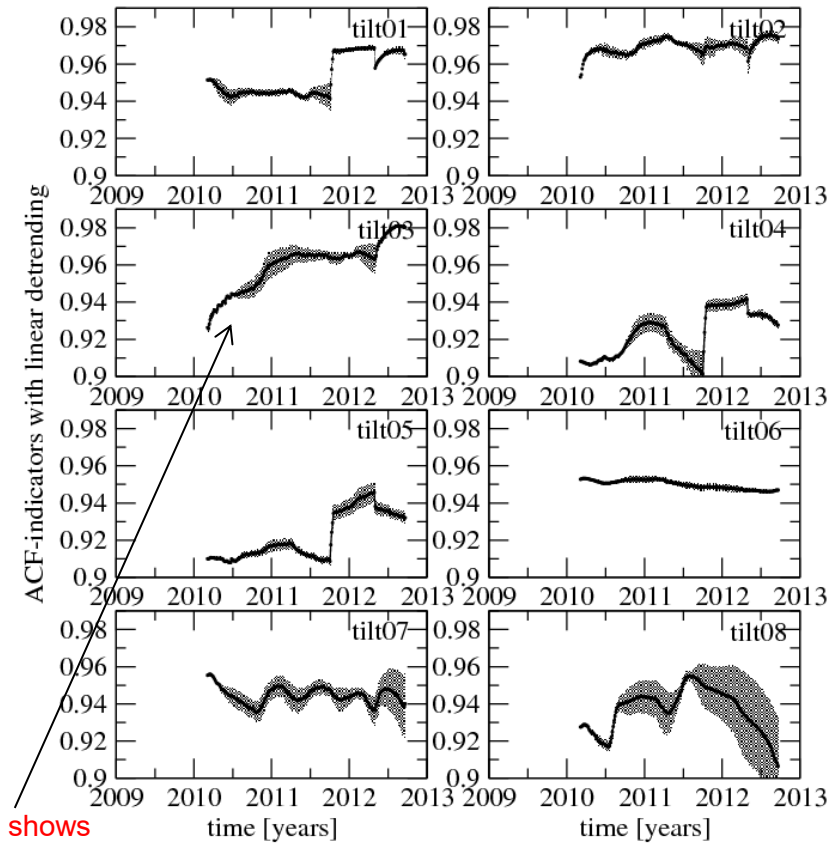 0.98 tilt01 0.98 tilt02
0.96 0.96
0.94 0.94
0.92 0.92
0.9 0.9
2009 2010 2011 2012 2013 2009 2010 2011 2012 2013
0.98 tilt03 0.98 tilt04
0.96 0.96
0.94 0.94
0.92 0.92
0.9 0.9
2009 2010 2011 2012 2013 2009 2010 2011 2012 2013
ACF-indicators with linear detrending
0.98 tilt05 0.98 tilt06
0.96 0.96
0.94 0.94
0.92 0.92
0.9 0.9
2009 2010 2011 2012 2013 2009 2010 2011 2012 2013
0.98 tilt07 0.98 tilt08
0.96 0.96
0.94 0.94
0.92 0.92
0.9 0.9
2009 2010 2011 2012 2013 2009 2010 2011 2012 2013
shows time [years] time [years]